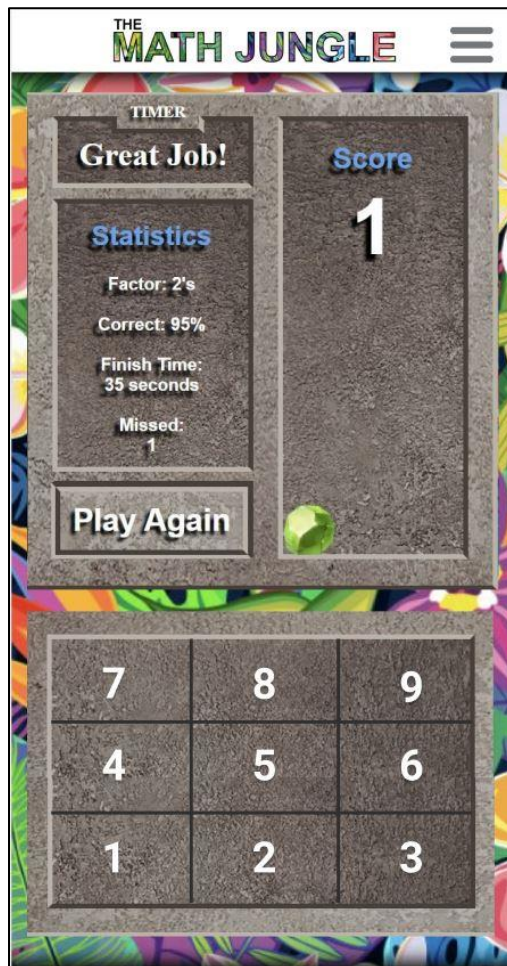 THE
MATH JUNGLE
TIMER
Great Job!
Statistics
Factor: 2's
Correct: 95%
Finish Time:
35 seconds
Missed:
1
Play Again
Score
1
7 8 9
4 5 6
1 2 3